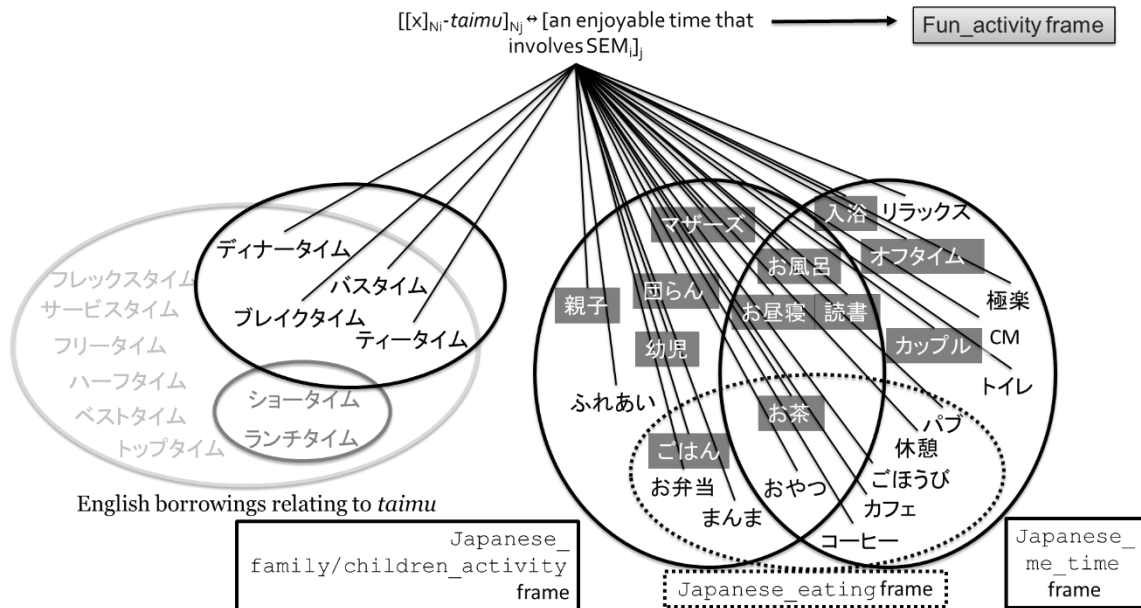 [[x]Ni-taimu]Nj ↔ [an enjoyable time that
involves SEMi]j
Fun_activity frame
ディナータイム
バスタイム
ブレイクタイム
ティータイム
フレックスタイム
サービスタイム
フリータイム
ハーフタイム
ベストタイム
トップタイム
ショータイム
ランチタイム
English borrowings relating to taimu
マザーズ
親子
団らん
幼児
ふれあい
ごはん
お弁当
まんま
お風呂
お昼寝
読書
お茶
おやつ
入浴
リラックス
オフタイム
極楽
CM
カップル
トイレ
パブ
休憩
ごほうび
カフェ
コーヒー
Japanese_
family/children_activity
frame
Japanese_eating frame
Japanese_
me_time
frame